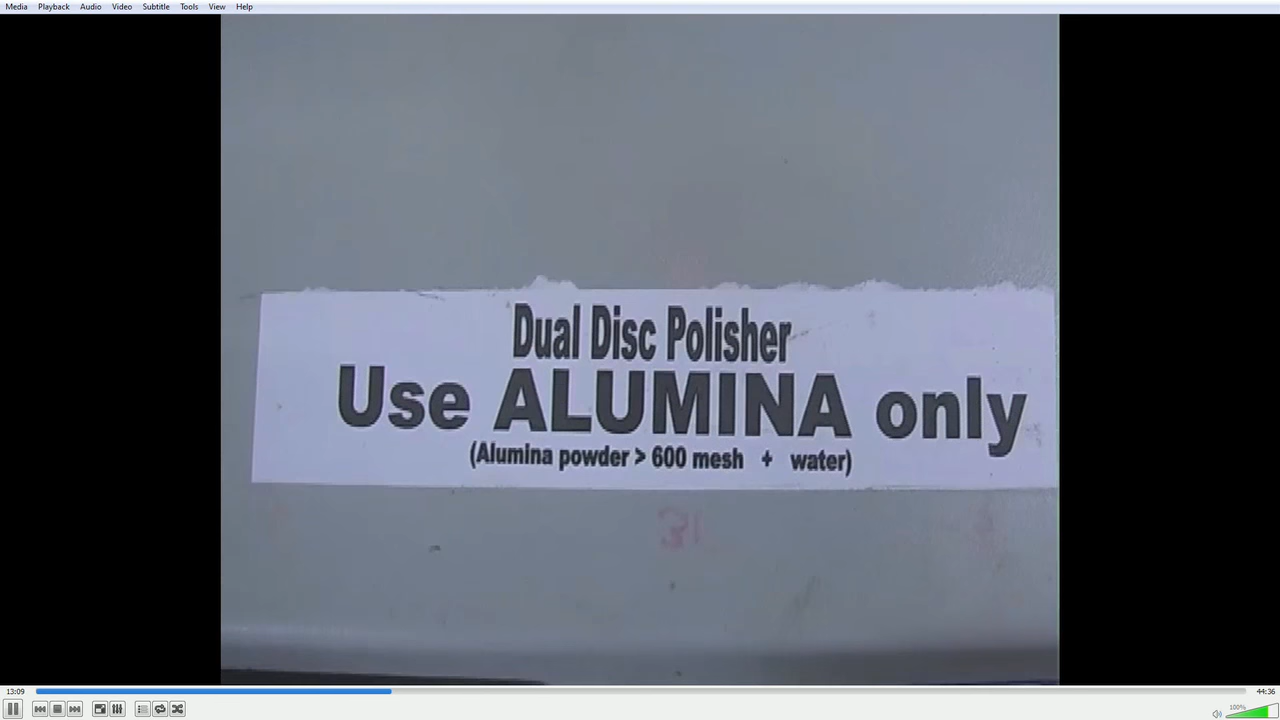 Media Playback Audio Video Subtitle Tools View Help
Dual Disc Polisher
Use ALUMINA only
(Alumina powder > 600 mesh + water)
31
13:09
44:36
100%